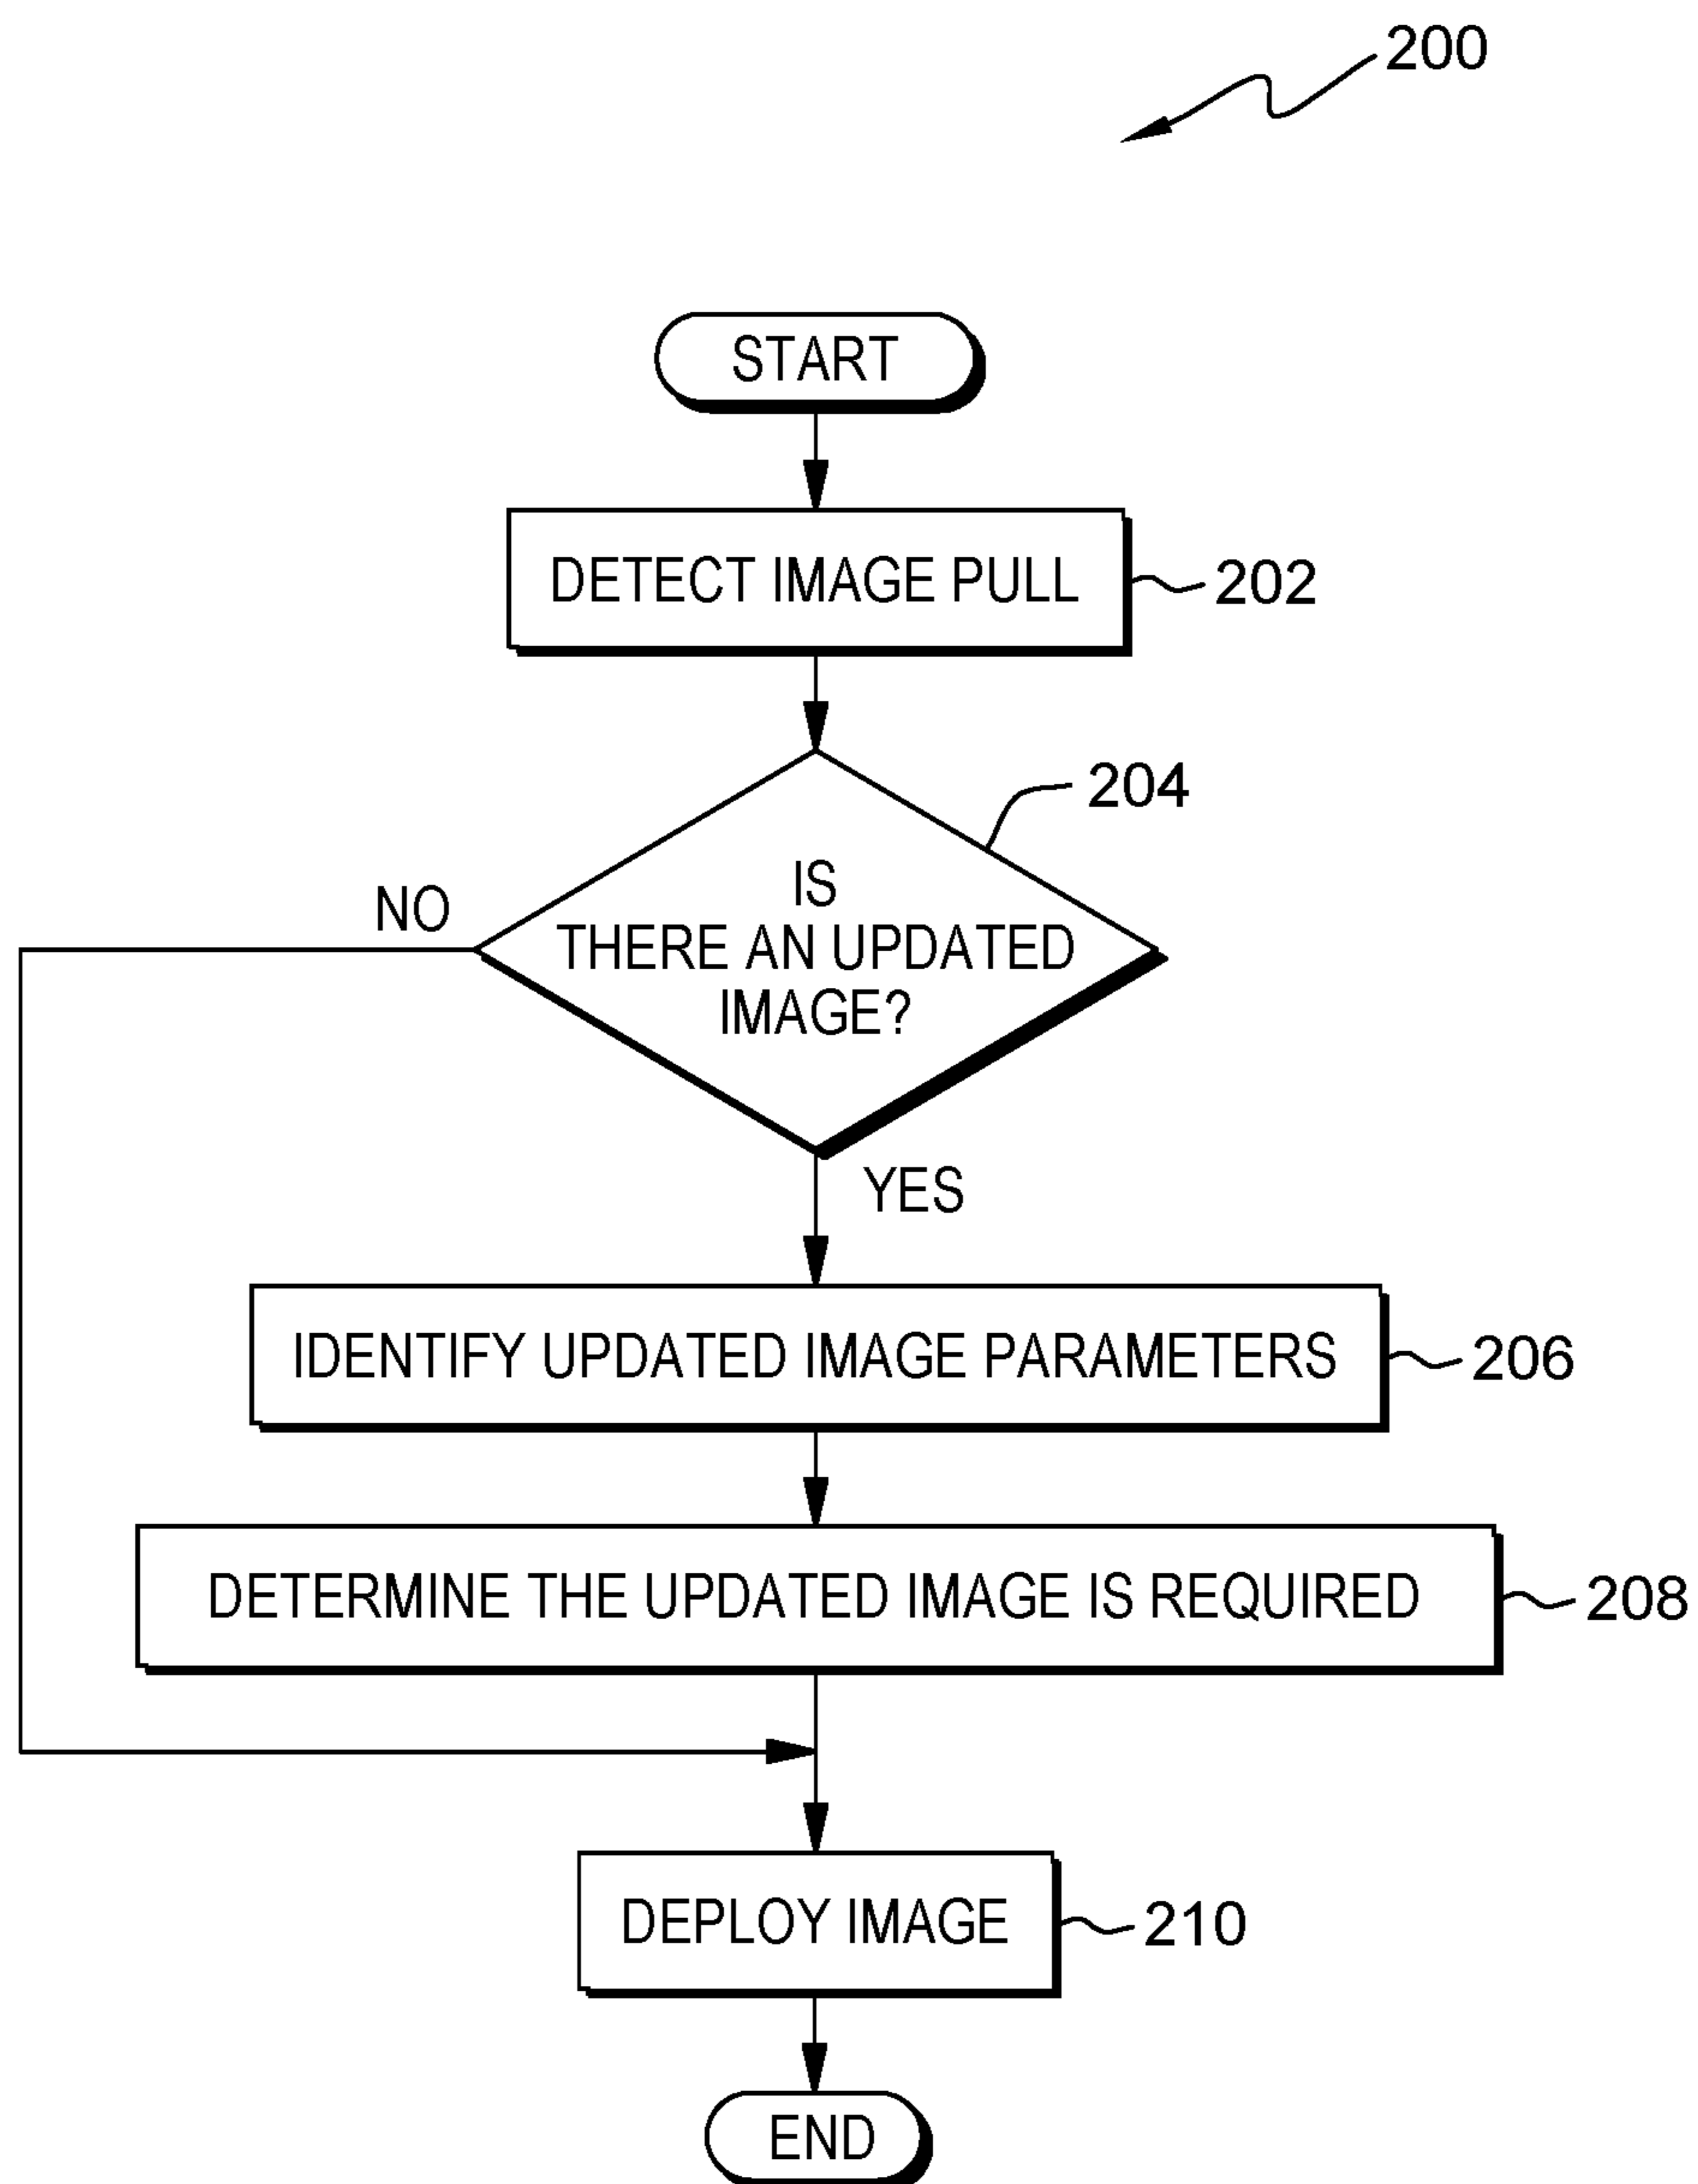 200
START
DETECT IMAGE PULL
202
204
IS
THERE AN UPDATED
IMAGE?
NO
YES
IDENTIFY UPDATED IMAGE PARAMETERS
206
DETERMINE THE UPDATED IMAGE IS REQUIRED
208
DEPLOY IMAGE
210
END